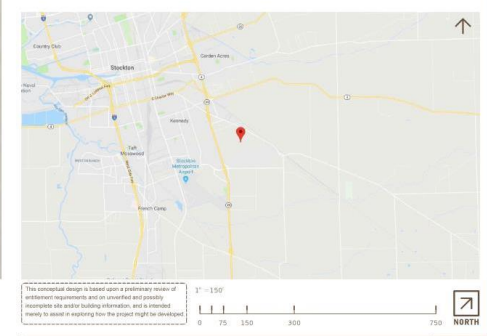 Country Club
Garden Acres
Stockton
Kennedy
Taft
Mosswood
Stockton
Metropolitan
Airport
French Camp
This conceptual design is based upon a preliminary review of
entitlement requirements and on unverified and possibly
incomplete site and/or building information, and is intended
merely to assist in exploring how the project might be developed.
1" =150'
0 75 150 300 750
NORTH